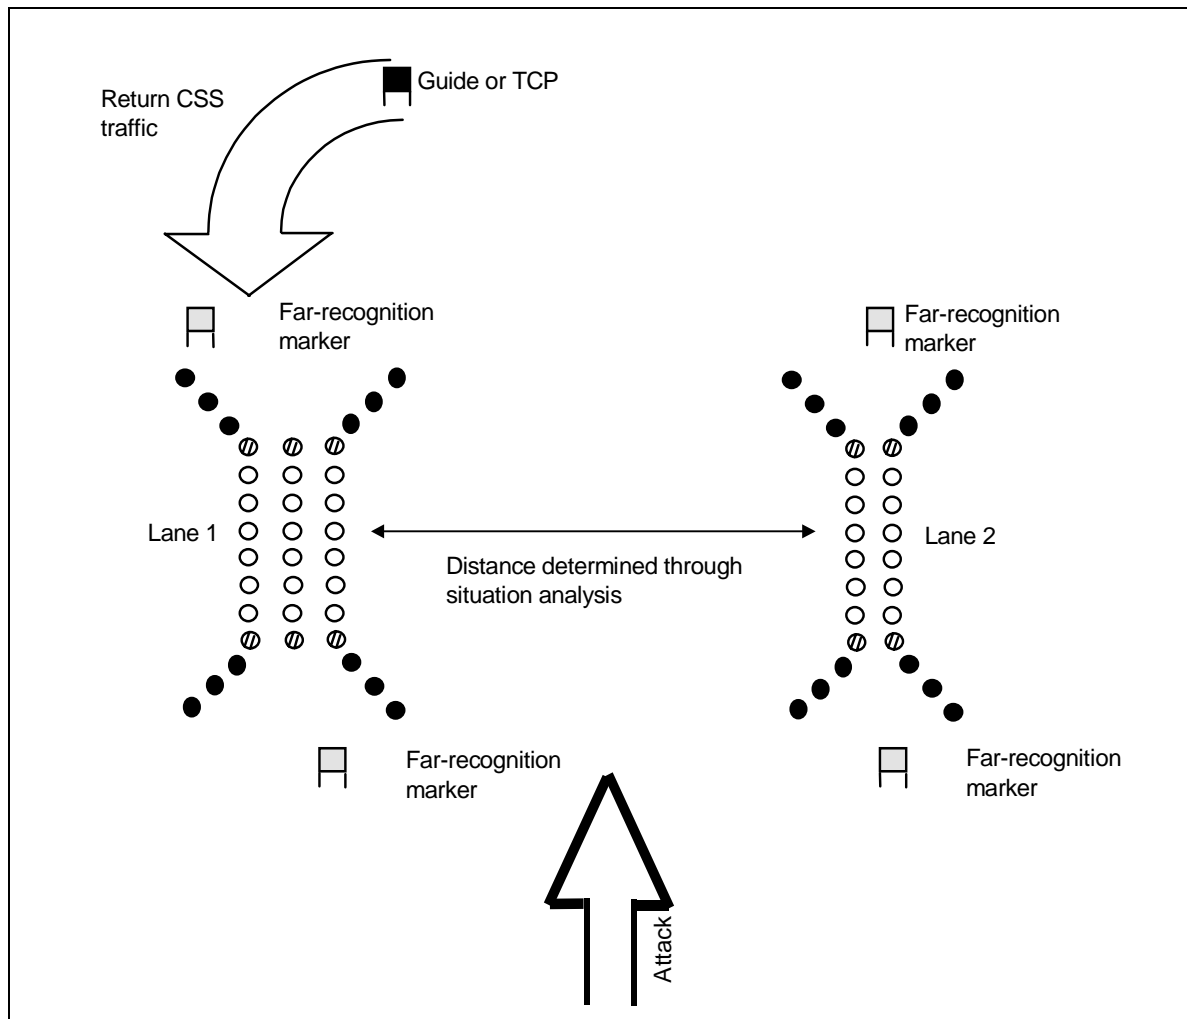 Guide or TCP
Return CSS
traffic
Far-recognition
marker
Far-recognition
marker
Lane 1
Lane 2
Distance determined through
situation analysis
Far-recognition
marker
Far-recognition
marker
Attack